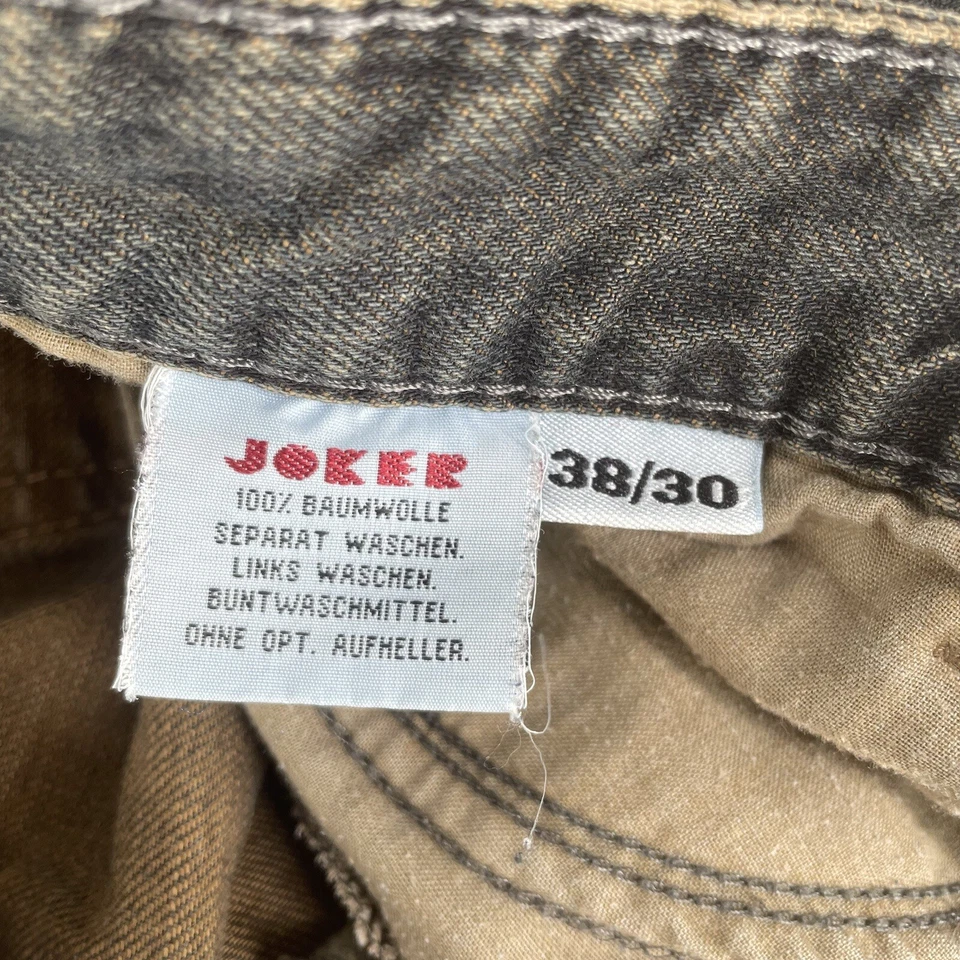 JOKER
100% BAUMWOLLE
SEPARAT WASCHEN.
LINKS WASCHEN.
BUNTWASCHMITTEL.
OHNE OPT. AUFHELLER.
38/30